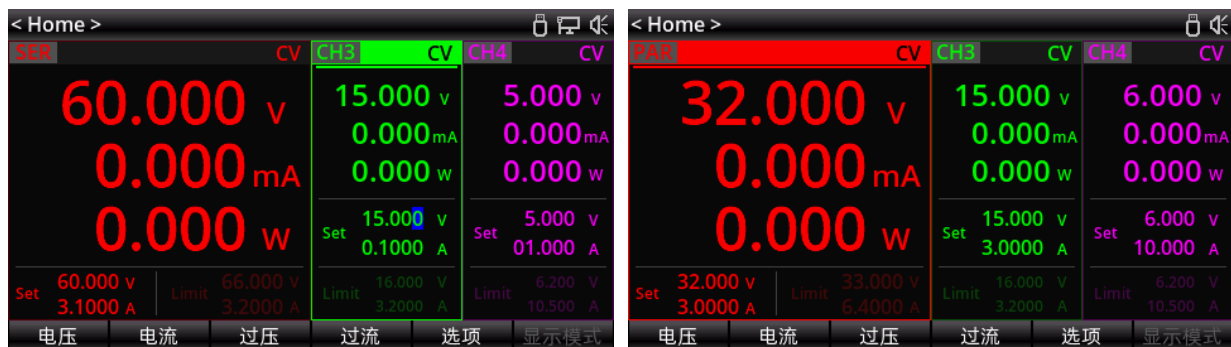 < Home >
SER CV CH3 CV CH4 CV
60.000 V 15.000 V 5.000 V
0.000 mA 0.000 mA 0.000 mA
0.000 W 0.000 W 0.000 W
Set 60.000 V 3.1000 A Limit 66.000 V 3.2000 A
Set 15.000 V 0.1000 A Set 5.000 V 01.000 A
Limit 16.000 V 3.2000 A Limit 6.200 V 10.500 A
电压 电流 过压 过流 选项 显示模式
< Home >
PAR CV CH3 CV CH4 CV
32.000 V 15.000 V 6.000 V
0.000 mA 0.000 mA 0.000 mA
0.000 W 0.000 W 0.000 W
Set 32.000 V 3.0000 A Limit 33.000 V 6.4000 A
Set 15.000 V 3.0000 A Set 6.000 V 10.000 A
Limit 16.000 V 3.2000 A Limit 6.200 V 10.500 A
电压 电流 过压 过流 选项 显示模式